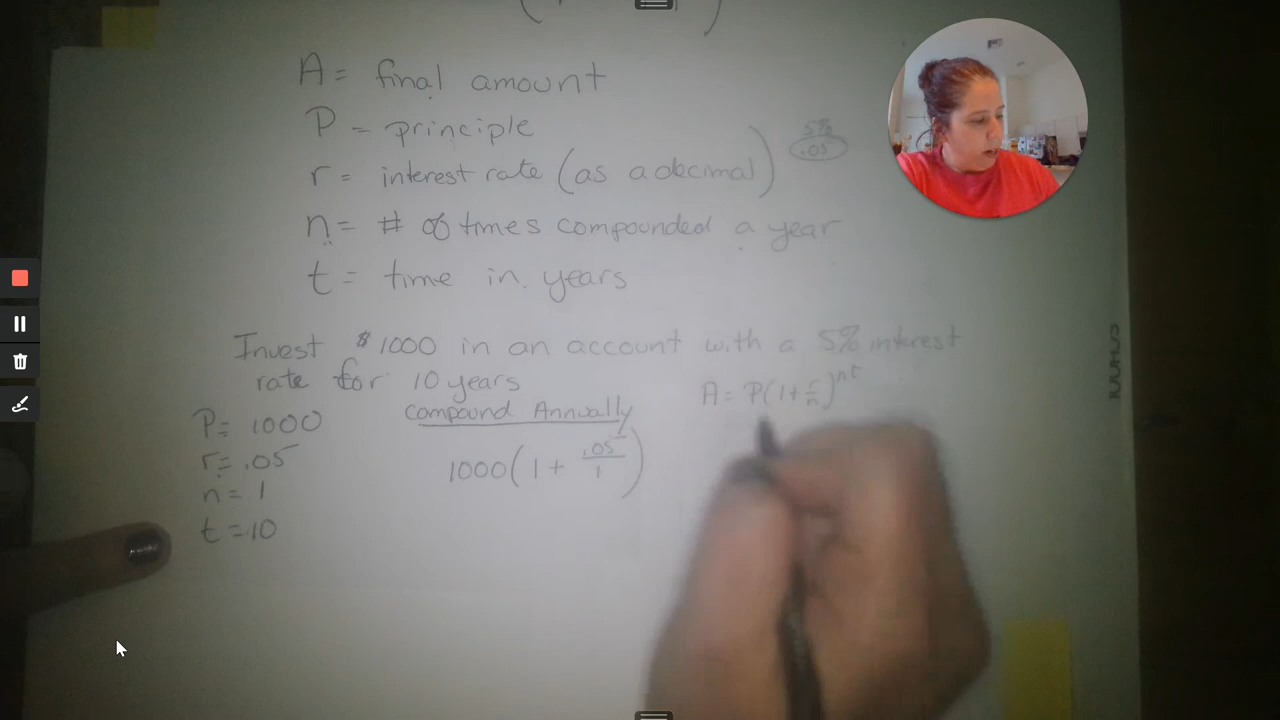 A = final amount
P = principle
r = interest rate (as a decimal)
5%
.05
n = # of times compounded a year
t = time in years
Invest $1000 in an account with a 5% interest
rate for 10 years
P = 1000
r = .05
n = 1
t = 10
Compound Annually
1000(1 + .05/1)
A = P(1 + r/n)^nt